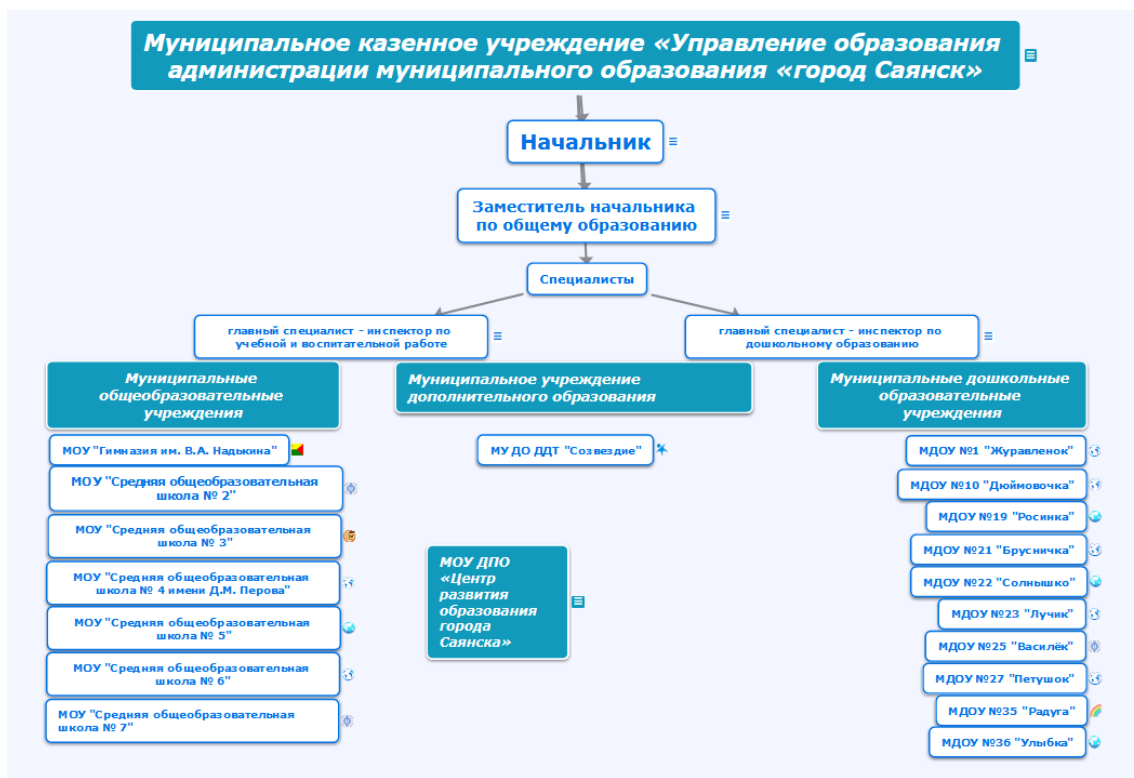 Муниципальное казенное учреждение «Управление образования
администрации муниципального образования «город Саянск»
Начальник
Заместитель начальника
по общему образованию
Специалисты
главный специалист - инспектор по
учебной и воспитательной работе
главный специалист - инспектор по
дошкольному образованию
Муниципальные
общеобразовательные
учреждения
МОУ "Гимназия им. В.А. Надькина"
МОУ "Средняя общеобразовательная
школа № 2"
МОУ "Средняя общеобразовательная
школа № 3"
МОУ "Средняя общеобразовательная
школа № 4 имени Д.М. Перова"
МОУ "Средняя общеобразовательная
школа № 5"
МОУ "Средняя общеобразовательная
школа № 6"
МОУ "Средняя общеобразовательная
школа № 7"
Муниципальное учреждение
дополнительного образования
МУ ДО ДДТ "Созвездие"
МОУ ДПО
«Центр
развития
образования
города
Саянска»
Муниципальные дошкольные
образовательные
учреждения
МДОУ №1 "Журавленок"
МДОУ №10 "Дюймовочка"
МДОУ №19 "Росинка"
МДОУ №21 "Брусничка"
МДОУ №22 "Солнышко"
МДОУ №23 "Лучик"
МДОУ №25 "Василёк"
МДОУ №27 "Петушок"
МДОУ №35 "Радуга"
МДОУ №36 "Улыбка"